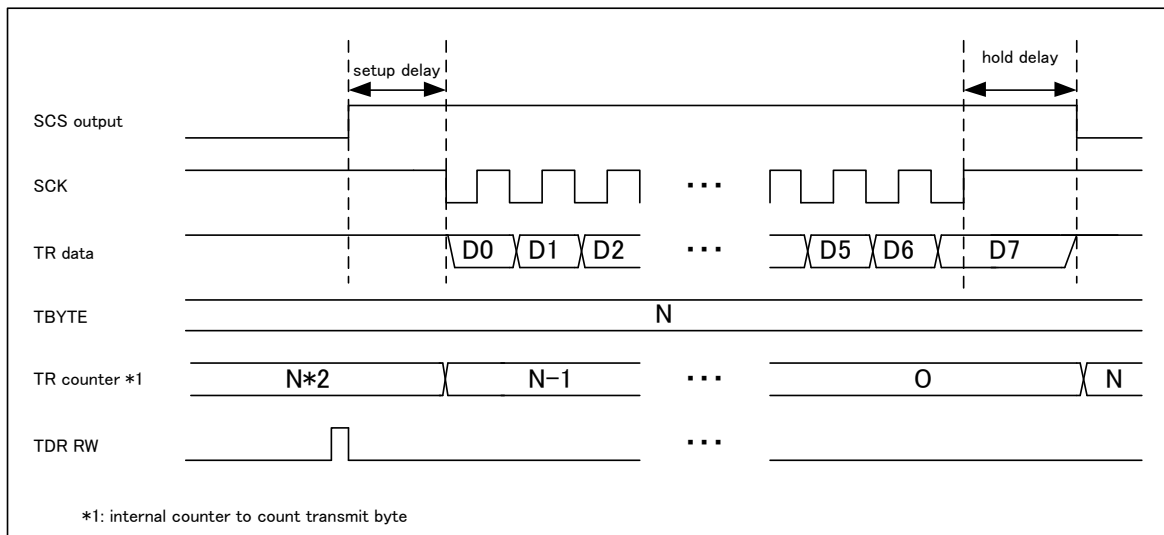 setup delay
hold delay
SCS output
SCK
...
TR data
D0 D1 D2 ... D5 D6 D7
TBYTE
N
TR counter *1
N*2 N-1 ... 0 N
TDR RW
...
*1: internal counter to count transmit byte